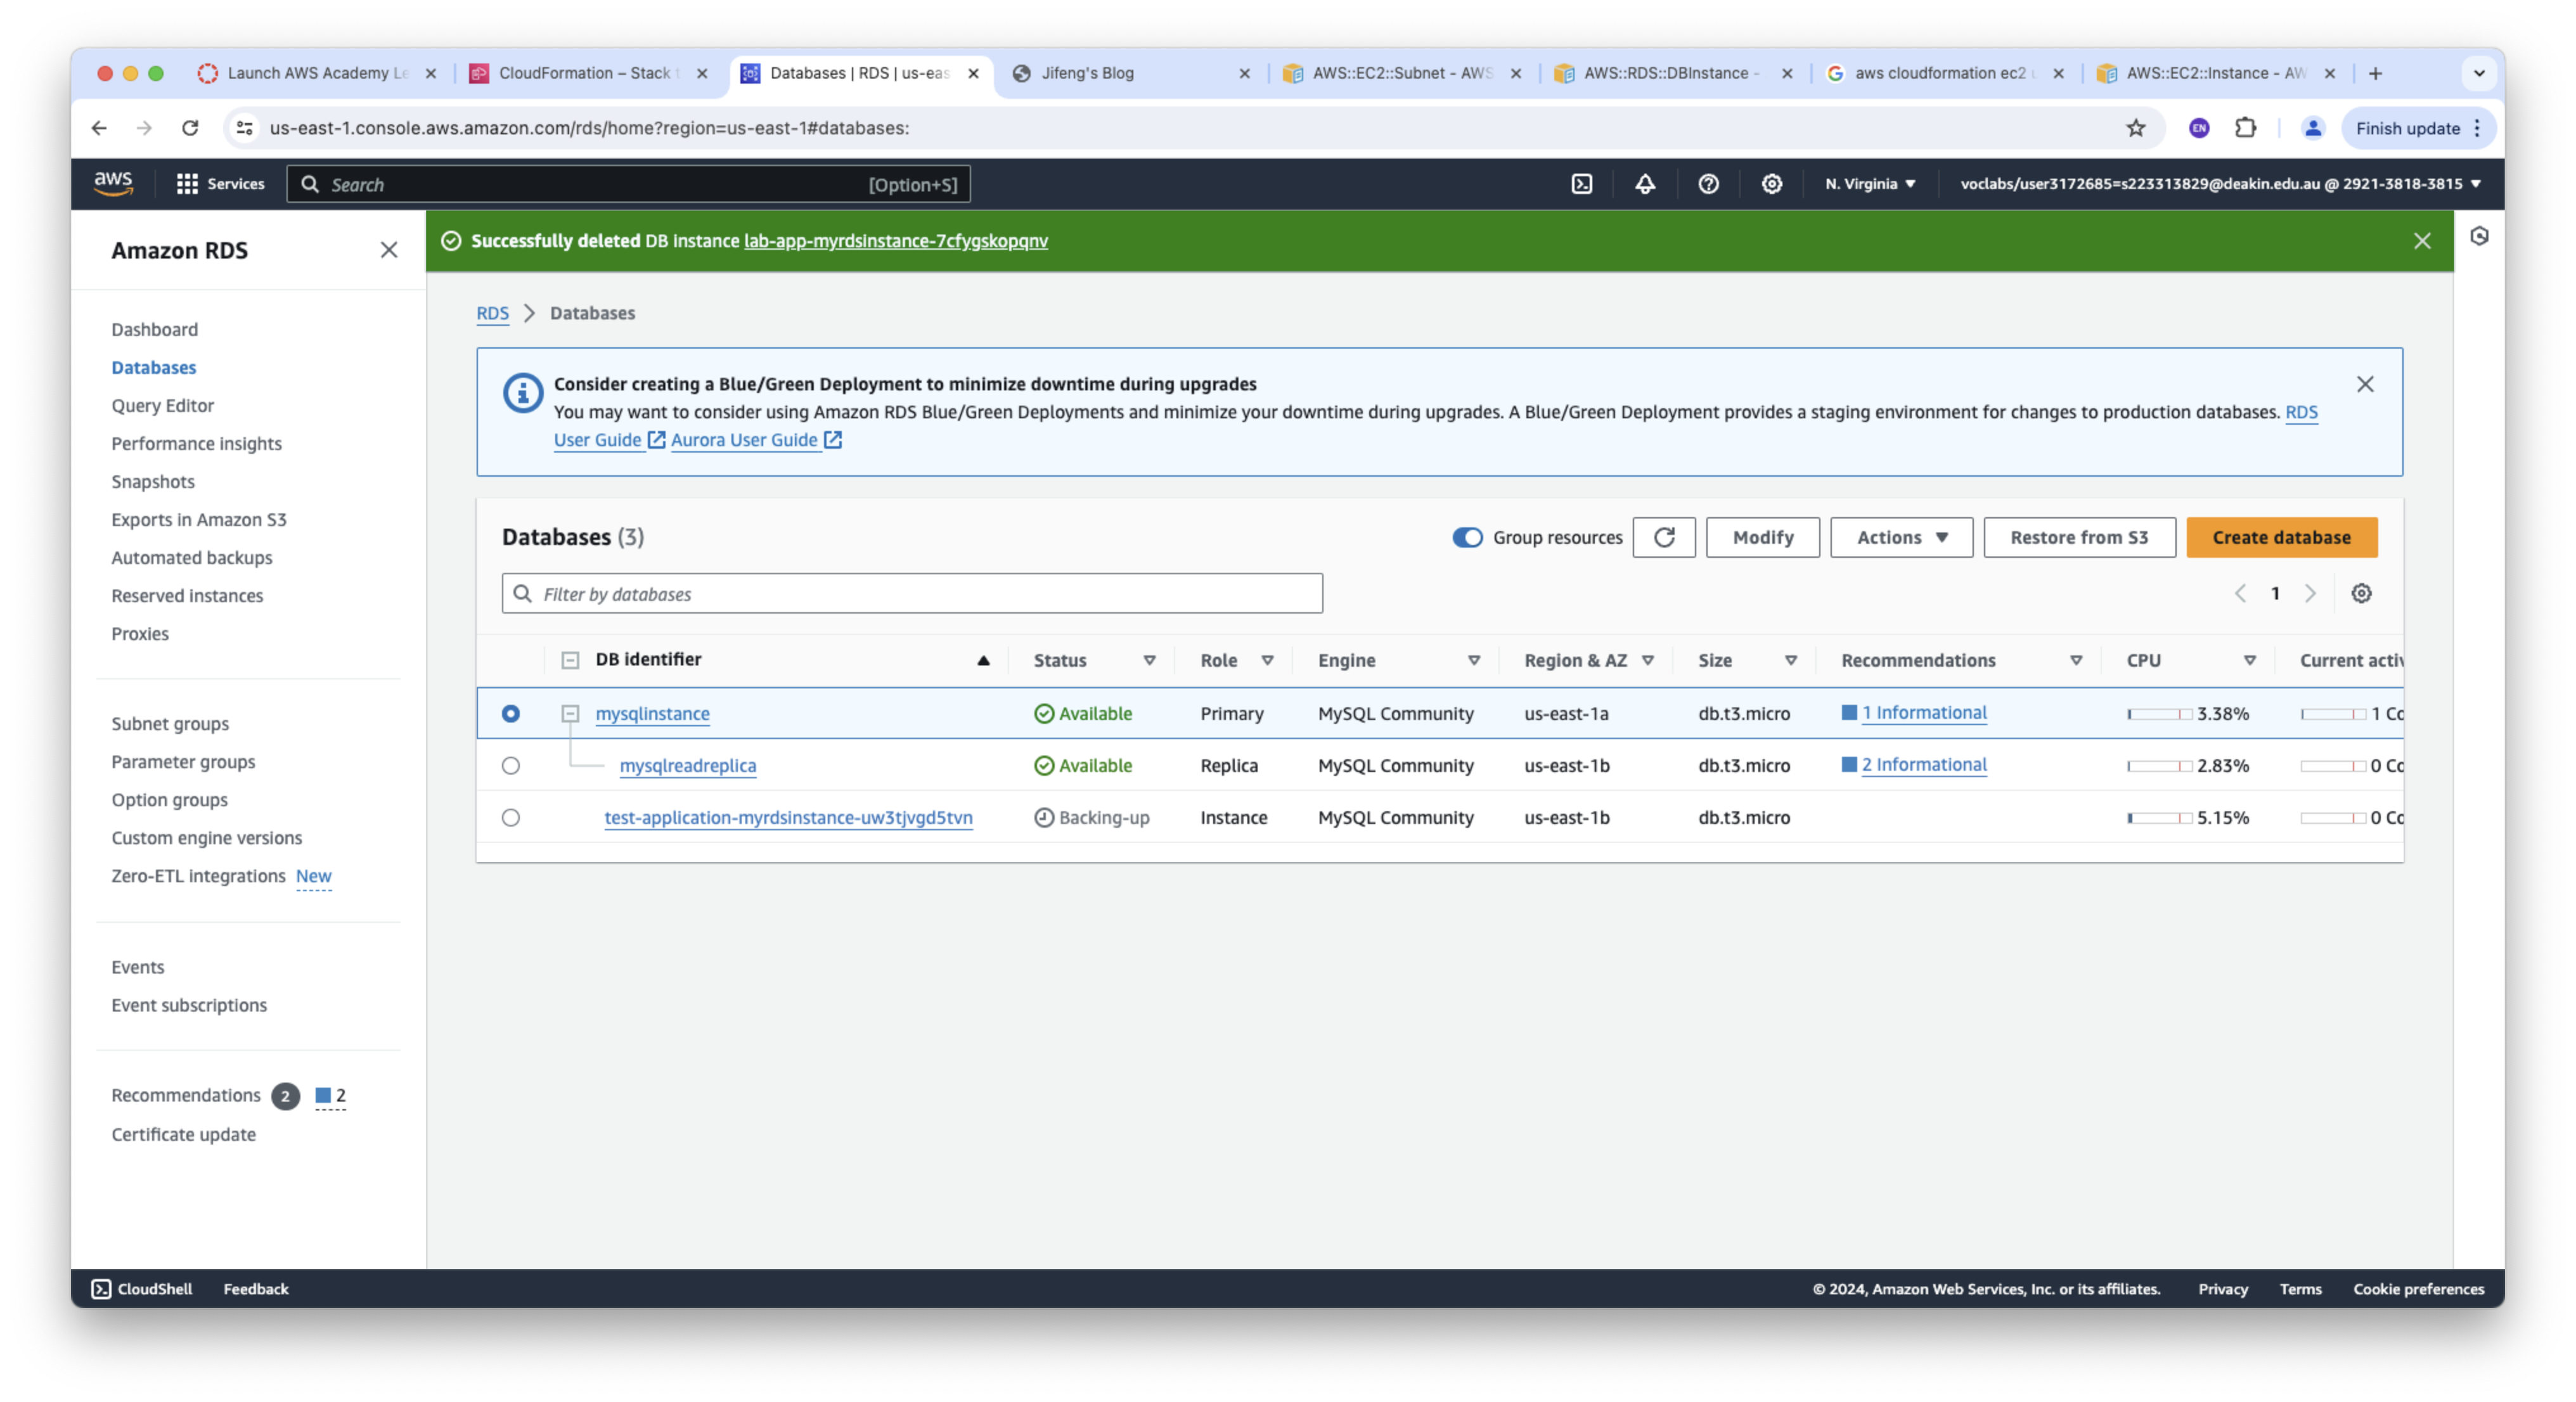 Launch AWS Academy Le
CloudFormation – Stack
Databases | RDS | us-eas
Jifeng's Blog
AWS::EC2::Subnet - AWS
AWS::RDS::DBInstance -
aws cloudformation ec2
AWS::EC2::Instance - AW
us-east-1.console.aws.amazon.com/rds/home?region=us-east-1#databases:
EN
Finish update
aws
Services
Search
[Option+S]
N. Virginia
voclabs/user3172685=s223313829@deakin.edu.au @ 2921-3818-3815
Amazon RDS
Dashboard
Databases
Query Editor
Performance insights
Snapshots
Exports in Amazon S3
Automated backups
Reserved instances
Proxies
Subnet groups
Parameter groups
Option groups
Custom engine versions
Zero-ETL integrations New
Events
Event subscriptions
Recommendations 2 2
Certificate update
Successfully deleted DB instance lab-app-myrdsinstance-7cfygskopqnv
RDS > Databases
Consider creating a Blue/Green Deployment to minimize downtime during upgrades
You may want to consider using Amazon RDS Blue/Green Deployments and minimize your downtime during upgrades. A Blue/Green Deployment provides a staging environment for changes to production databases. RDS
User Guide Aurora User Guide
Databases (3)
Group resources
Modify
Actions
Restore from S3
Create database
Filter by databases
1
DB identifier Status Role Engine Region & AZ Size Recommendations CPU Current activ
mysqlinstance Available Primary MySQL Community us-east-1a db.t3.micro 1 Informational 3.38% 1 Co
mysqlreadreplica Available Replica MySQL Community us-east-1b db.t3.micro 2 Informational 2.83% 0 Co
test-application-myrdsinstance-uw3tjvgd5tvn Backing-up Instance MySQL Community us-east-1b db.t3.micro 5.15% 0 Co
CloudShell Feedback
© 2024, Amazon Web Services, Inc. or its affiliates. Privacy Terms Cookie preferences